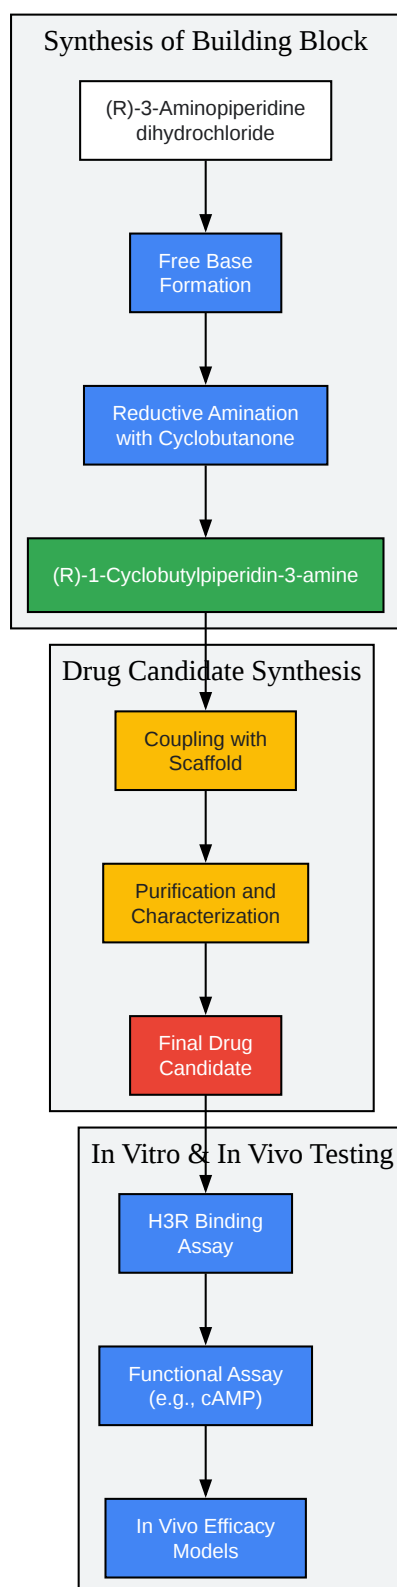 Synthesis of Building Block
(R)-3-Aminopiperidine
dihydrochloride
Free Base
Formation
Reductive Amination
with Cyclobutanone
(R)-1-Cyclobutylpiperidin-3-amine
Drug Candidate Synthesis
Coupling with
Scaffold
Purification and
Characterization
Final Drug
Candidate
In Vitro & In Vivo Testing
H3R Binding
Assay
Functional Assay
(e.g., cAMP)
In Vivo Efficacy
Models